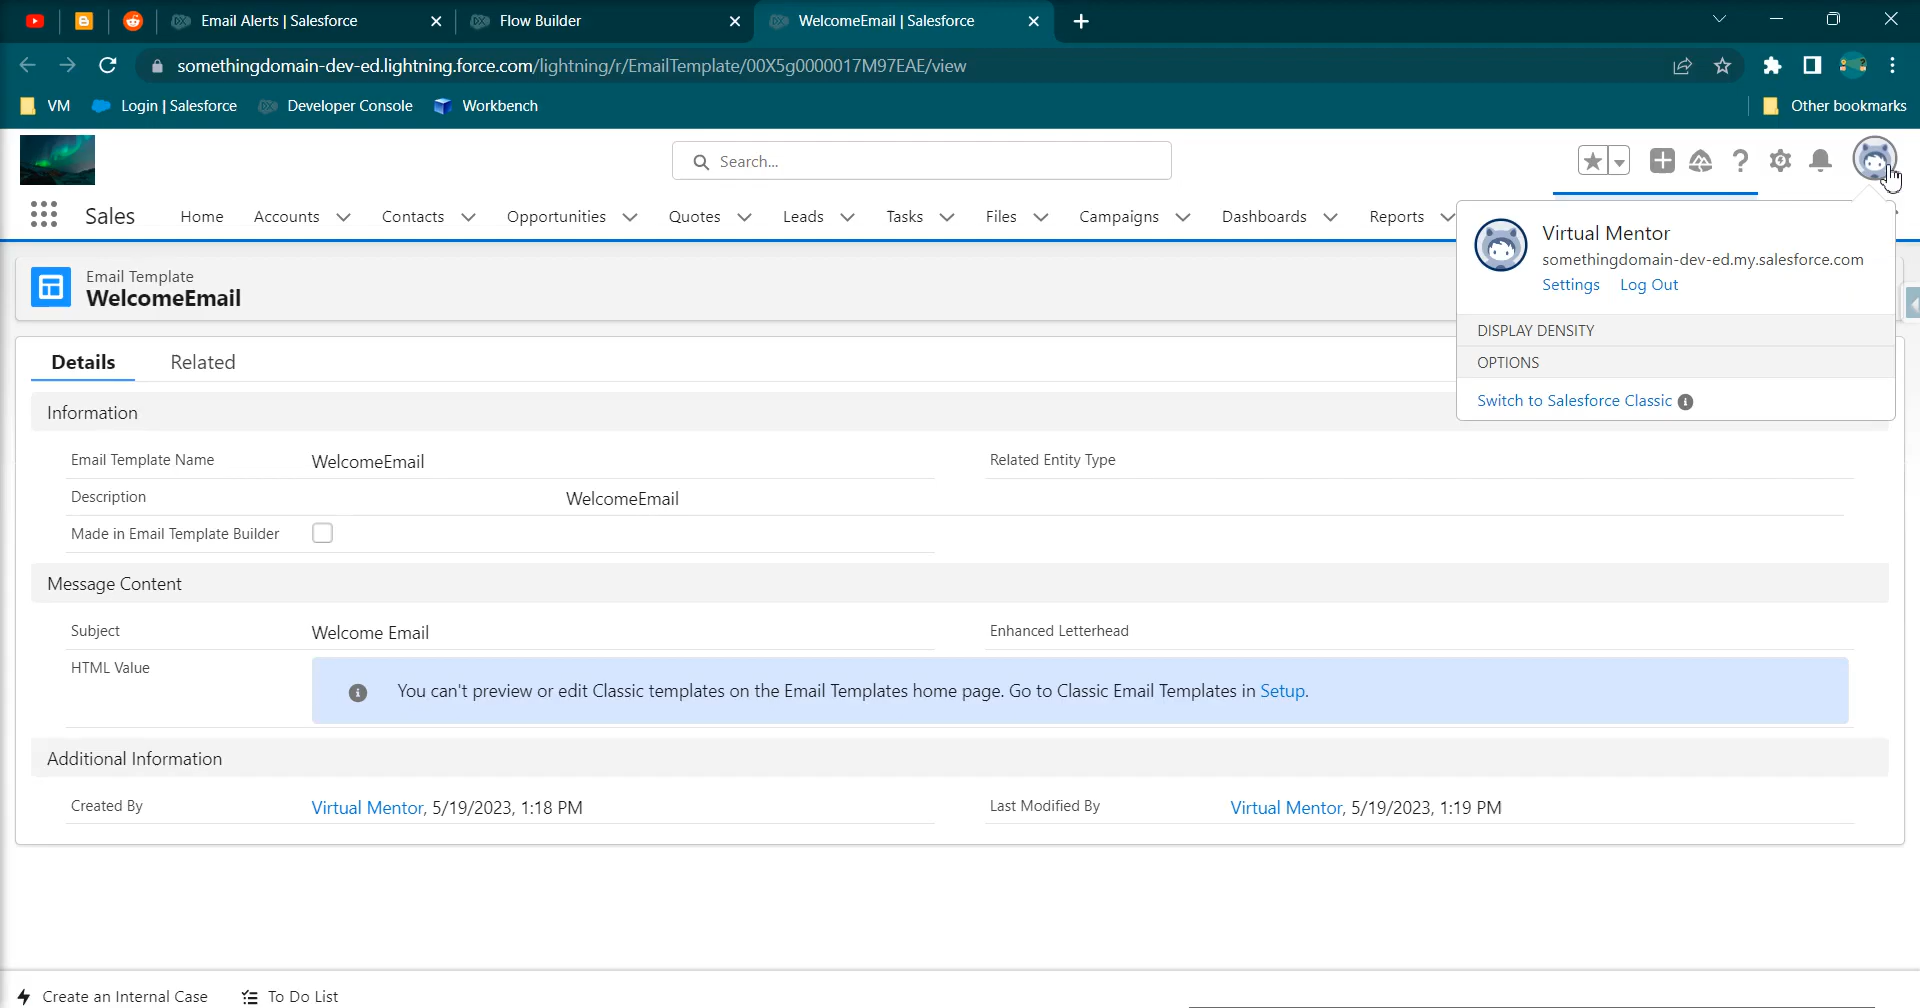 Email Alerts | Salesforce
Flow Builder
WelcomeEmail | Salesforce
somethingdomain-dev-ed.lightning.force.com/lightning/r/EmailTemplate/00X5g0000017M97EAE/view
VM
Login | Salesforce
Developer Console
Workbench
Other bookmarks
Search...
Sales
Home
Accounts
Contacts
Opportunities
Quotes
Leads
Tasks
Files
Campaigns
Dashboards
Reports
Virtual Mentor
somethingdomain-dev-ed.my.salesforce.com
Settings Log Out
DISPLAY DENSITY
OPTIONS
Switch to Salesforce Classic
Email Template
WelcomeEmail
Details
Related
Information
Email Template Name WelcomeEmail
Related Entity Type
Description WelcomeEmail
Made in Email Template Builder
Message Content
Subject Welcome Email
Enhanced Letterhead
HTML Value
You can't preview or edit Classic templates on the Email Templates home page. Go to Classic Email Templates in Setup.
Additional Information
Created By Virtual Mentor, 5/19/2023, 1:18 PM
Last Modified By Virtual Mentor, 5/19/2023, 1:19 PM
Create an Internal Case
To Do List